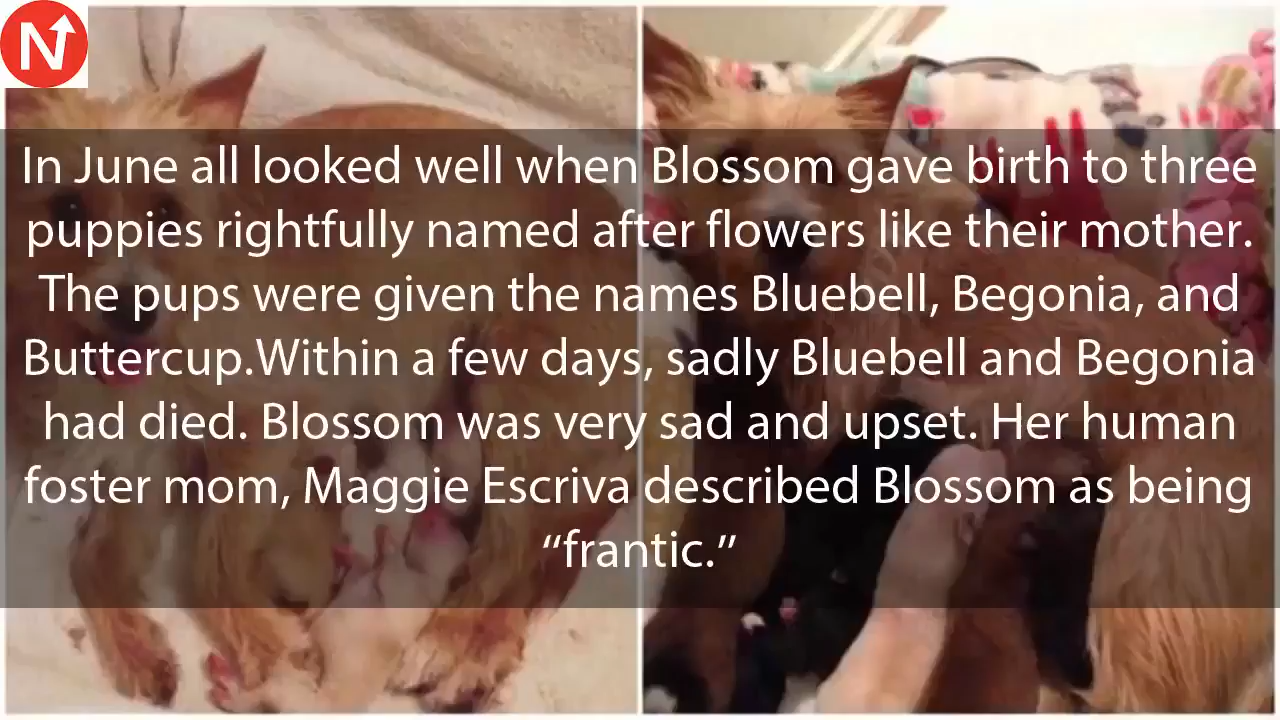 N
In June all looked well when Blossom gave birth to three
puppies rightfully named after flowers like their mother.
The pups were given the names Bluebell, Begonia, and
Buttercup.Within a few days, sadly Bluebell and Begonia
had died. Blossom was very sad and upset. Her human
foster mom, Maggie Escriva described Blossom as being
“frantic.”